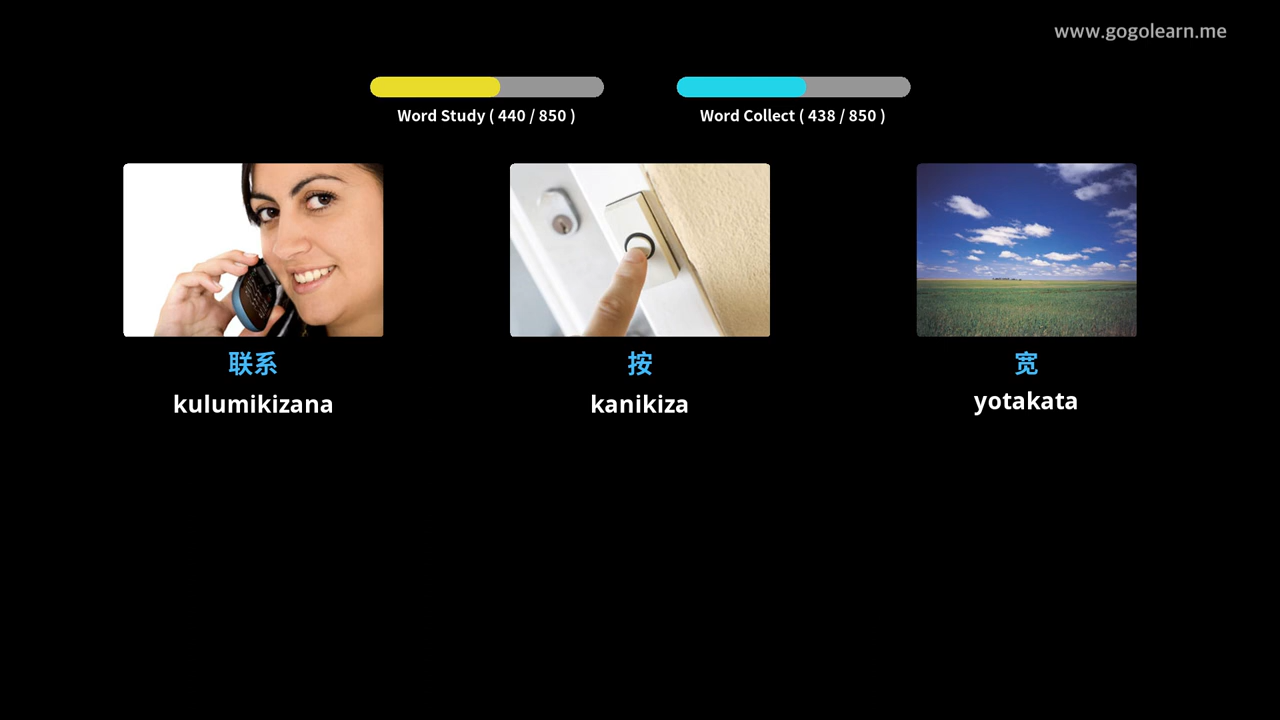 www.gogolearn.me
Word Study ( 440 / 850 )
Word Collect ( 438 / 850 )
联系
按
宽
kulumikizana
kanikiza
yotakata